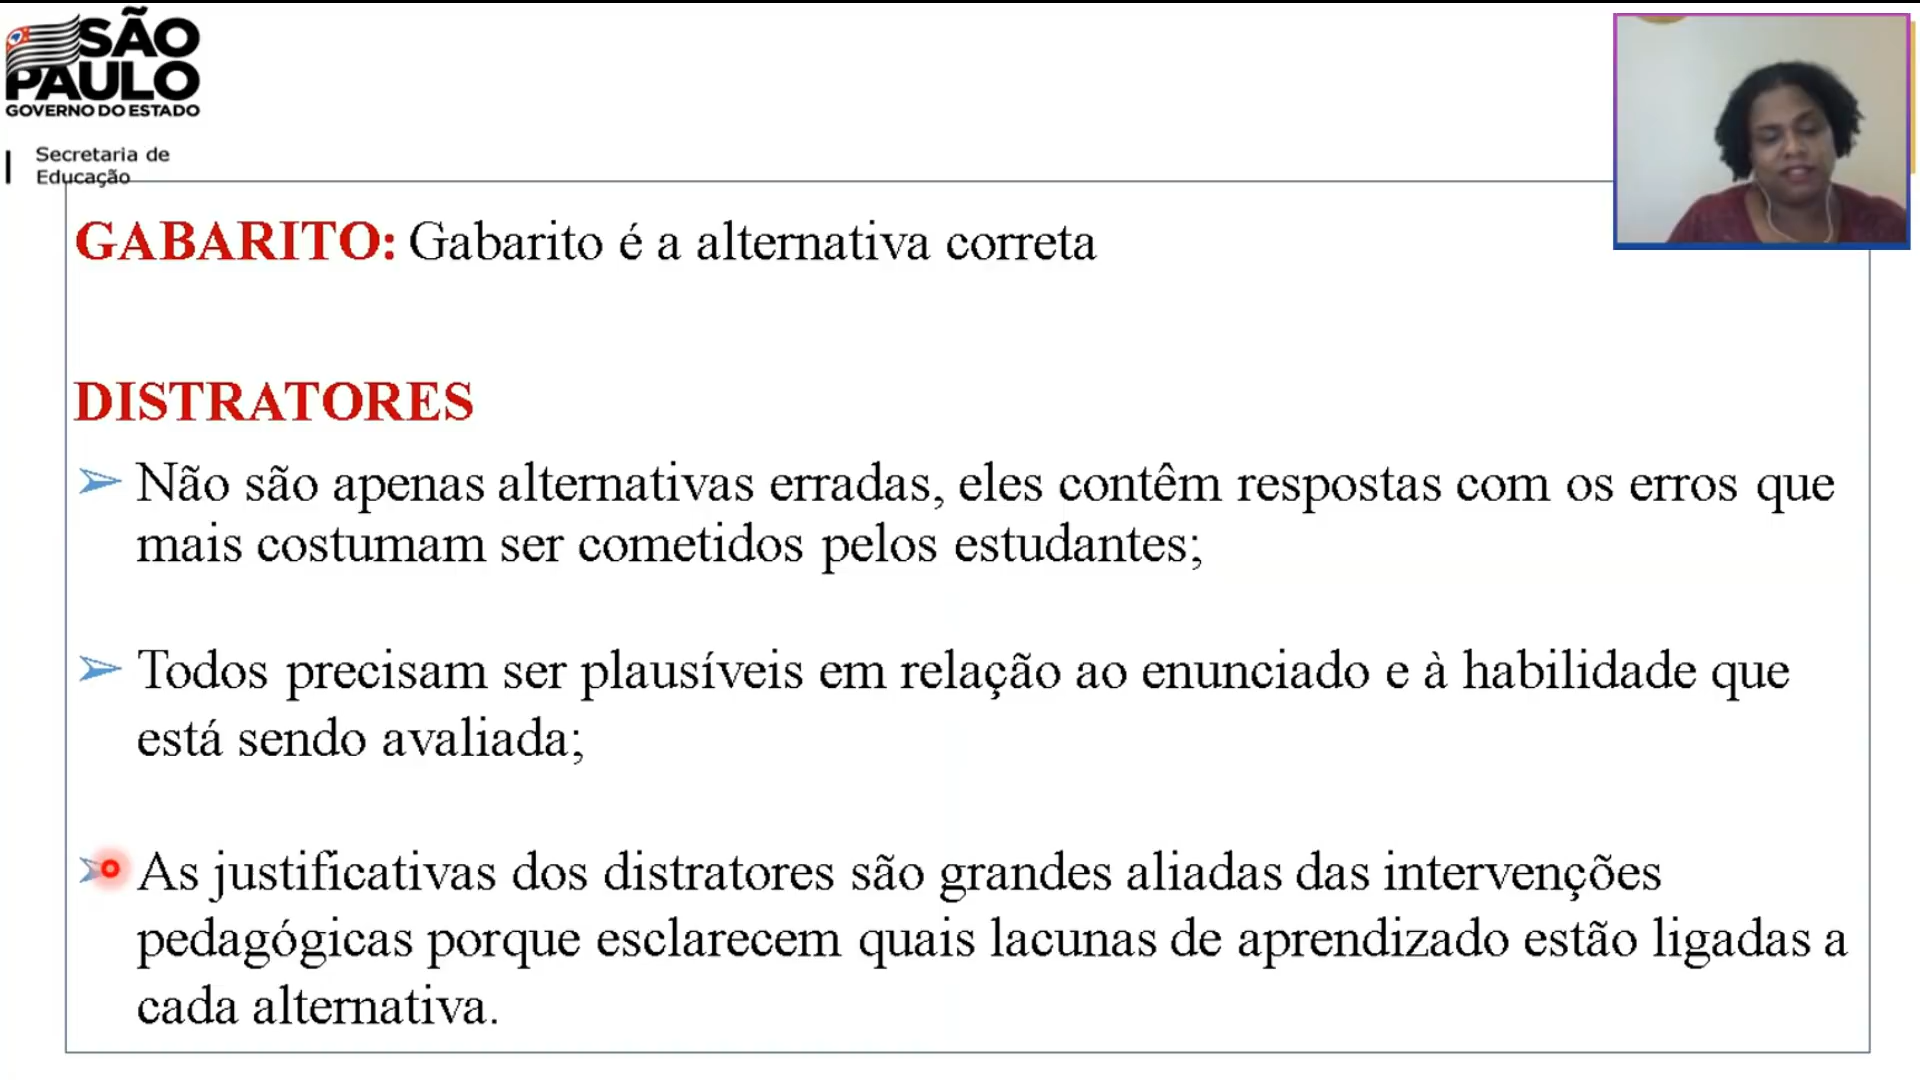 SÃO
PAULO
GOVERNO DO ESTADO
Secretaria de
Educação
GABARITO: Gabarito é a alternativa correta
DISTRATORES
➢ Não são apenas alternativas erradas, eles contêm respostas com os erros que
mais costumam ser cometidos pelos estudantes;
➢ Todos precisam ser plausíveis em relação ao enunciado e à habilidade que
está sendo avaliada;
➢ As justificativas dos distratores são grandes aliadas das intervenções
pedagógicas porque esclarecem quais lacunas de aprendizado estão ligadas a
cada alternativa.